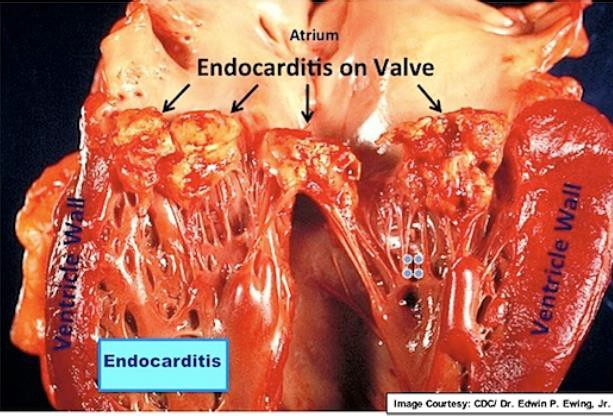 Atrium
Endocarditis on Valve
Ventricle Wall
Ventricle Wall
Endocarditis
Image Courtesy: CDC/ Dr. Edwin P. Ewing, Jr.